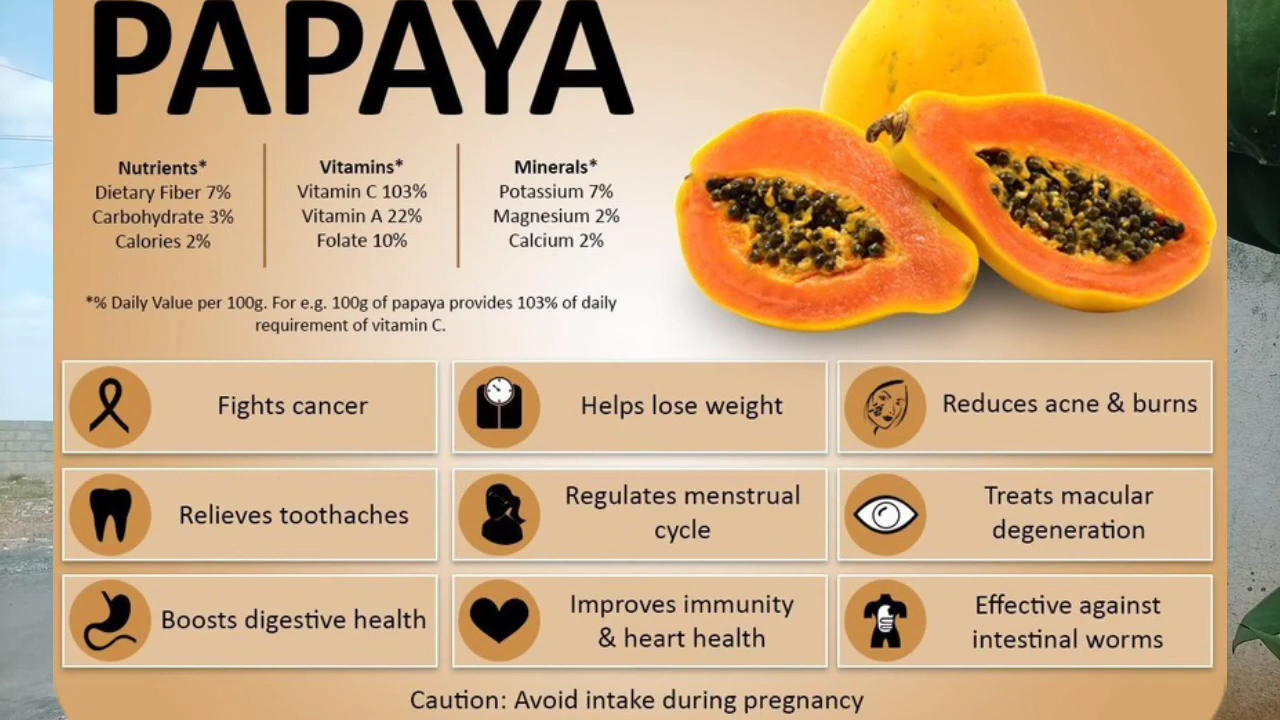 PAPAYA
Nutrients*
Dietary Fiber 7%
Carbohydrate 3%
Calories 2%
Vitamins*
Vitamin C 103%
Vitamin A 22%
Folate 10%
Minerals*
Potassium 7%
Magnesium 2%
Calcium 2%
*% Daily Value per 100g. For e.g. 100g of papaya provides 103% of daily
requirement of vitamin C.
Fights cancer
Helps lose weight
Reduces acne & burns
Relieves toothaches
Regulates menstrual
cycle
Treats macular
degeneration
Boosts digestive health
Improves immunity
& heart health
Effective against
intestinal worms
Caution: Avoid intake during pregnancy